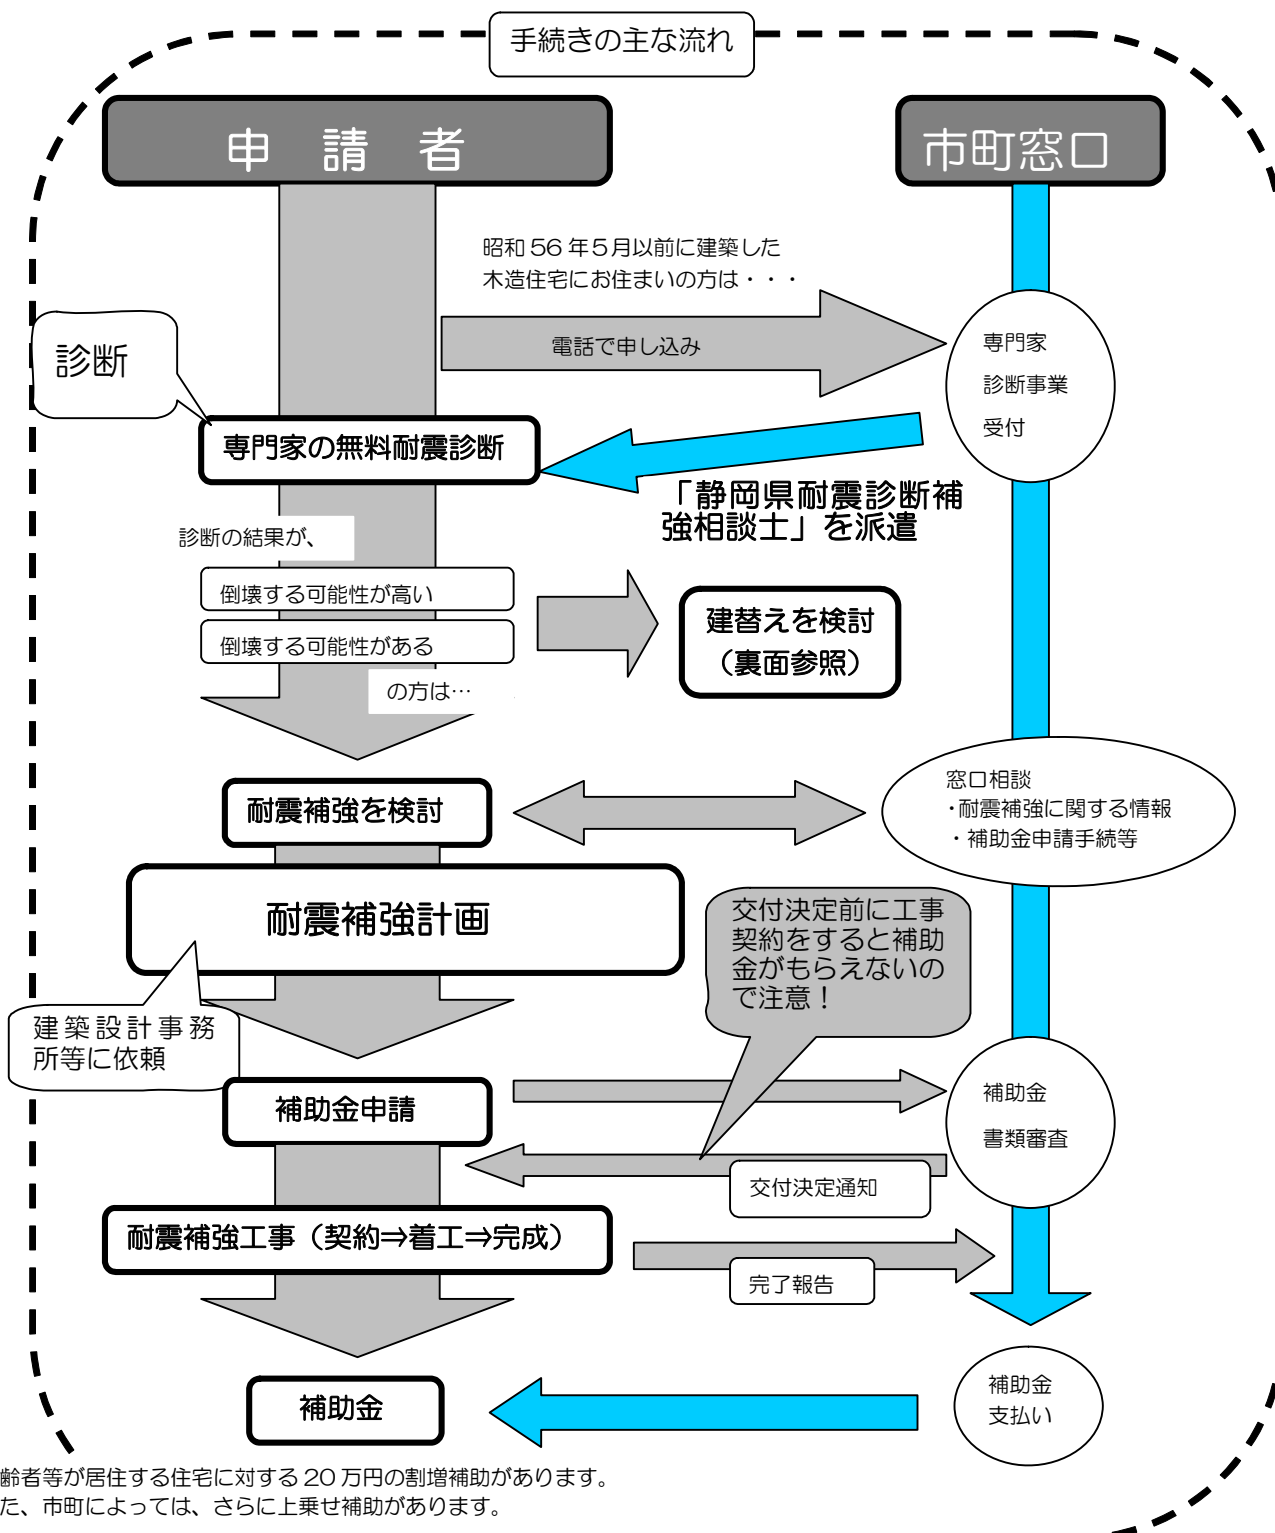 手続きの主な流れ
申請者
市町窓口
昭和56年5月以前に建築した
木造住宅にお住まいの方は・・・
電話で申し込み
専門家
診断事業
受付
診断
専門家の無料耐震診断
「静岡県耐震診断補
強相談士」を派遣
診断の結果が、
倒壊する可能性が高い
倒壊する可能性がある
の方は…
建替えを検討
（裏面参照）
耐震補強を検討
窓口相談
・耐震補強に関する情報
・補助金申請手続等
耐震補強計画
建築設計事務
所等に依頼
交付決定前に工事
契約をすると補助
金がもらえないの
で注意！
補助金申請
補助金
書類審査
交付決定通知
耐震補強工事（契約⇒着工⇒完成）
完了報告
補助金
補助金
支払い
齢者等が居住する住宅に対する20万円の割増補助があります。
た、市町によっては、さらに上乗せ補助があります。